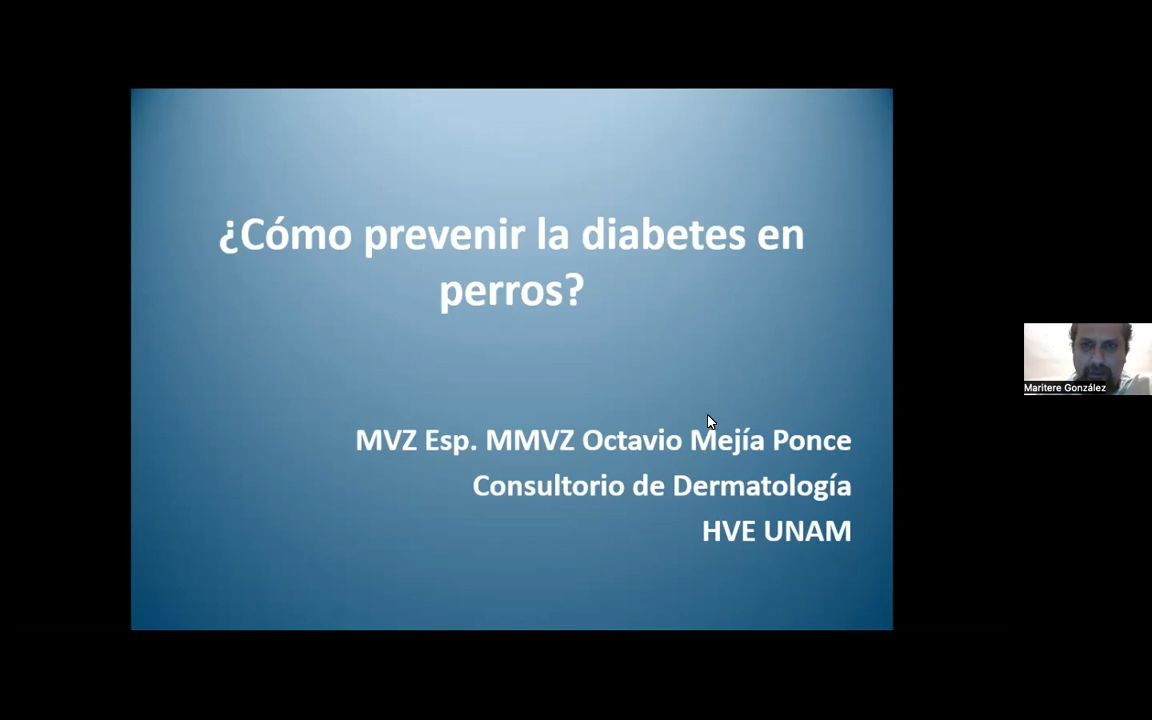 ¿Cómo prevenir la diabetes en
perros?
MVZ Esp. MMVZ Octavio Mejía Ponce
Consultorio de Dermatología
HVE UNAM
Maritere González